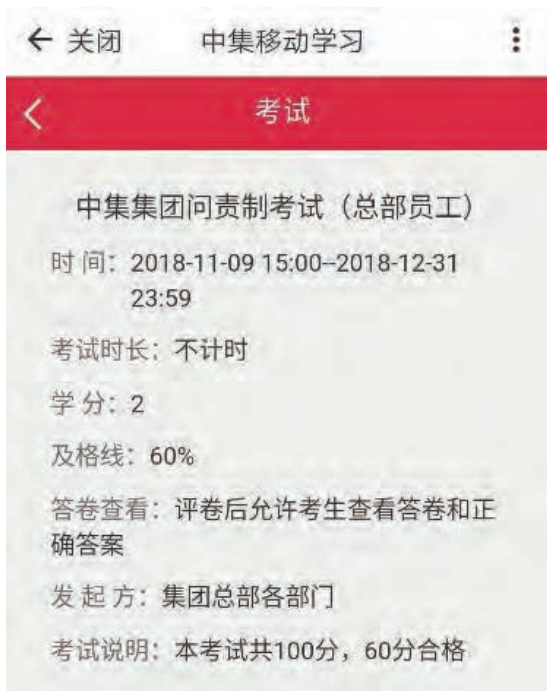 关闭 中集移动学习
考试
中集集团问责制考试（总部员工）
时 间：2018-11-09 15:00--2018-12-31
23:59
考试时长：不计时
学 分：2
及格线：60%
答卷查看：评卷后允许考生查看答卷和正
确答案
发 起 方：集团总部各部门
考试说明：本考试共100分，60分合格